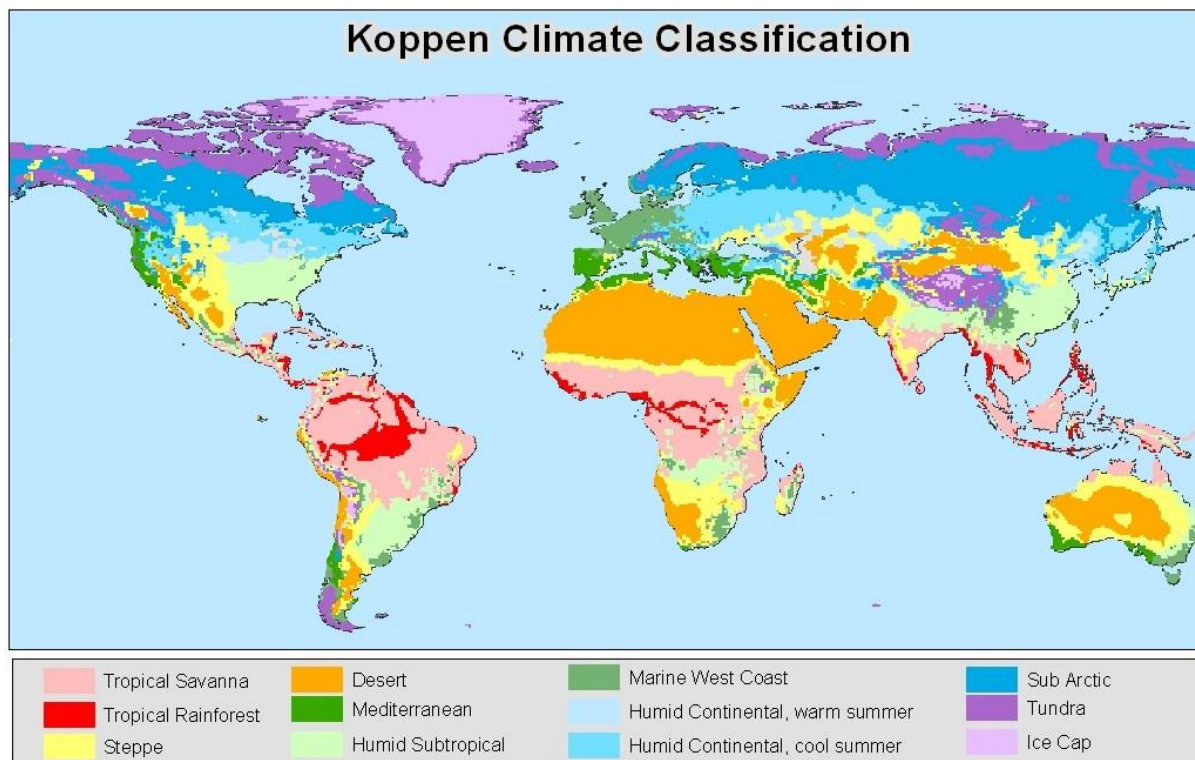 Koppen Climate Classification
Tropical Savanna
Tropical Rainforest
Steppe
Desert
Mediterranean
Humid Subtropical
Marine West Coast
Humid Continental, warm summer
Humid Continental, cool summer
Sub Arctic
Tundra
Ice Cap